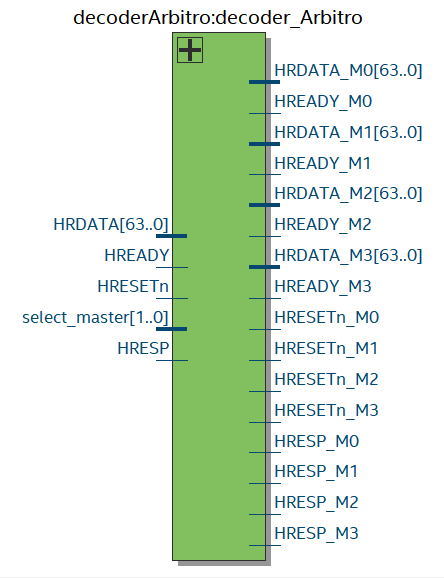 decoderArbitro:decoder_Arbitro
HRDATA[63..0]
HREADY
HRESETn
select_master[1..0]
HRESP
HRDATA_M0[63..0]
HREADY_M0
HRDATA_M1[63..0]
HREADY_M1
HRDATA_M2[63..0]
HREADY_M2
HRDATA_M3[63..0]
HREADY_M3
HRESETn_M0
HRESETn_M1
HRESETn_M2
HRESETn_M3
HRESP_M0
HRESP_M1
HRESP_M2
HRESP_M3